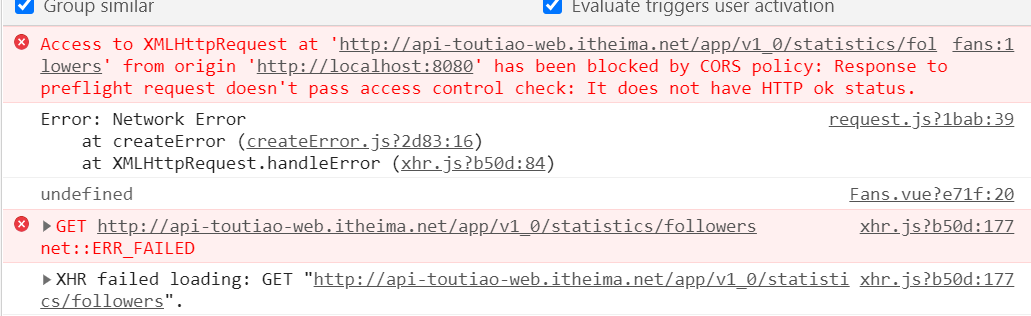 Group similar Evaluate triggers user activation
Access to XMLHttpRequest at 'http://api-toutiao-web.itheima.net/app/v1_0/statistics/fol fans:1
lowers' from origin 'http://localhost:8080' has been blocked by CORS policy: Response to
preflight request doesn't pass access control check: It does not have HTTP ok status.
Error: Network Error request.js?1bab:39
at createError (createError.js?2d83:16)
at XMLHttpRequest.handleError (xhr.js?b50d:84)
undefined Fans.vue?e71f:20
GET http://api-toutiao-web.itheima.net/app/v1_0/statistics/followers xhr.js?b50d:177
net::ERR_FAILED
XHR failed loading: GET "http://api-toutiao-web.itheima.net/app/v1_0/statisti xhr.js?b50d:177
cs/followers".